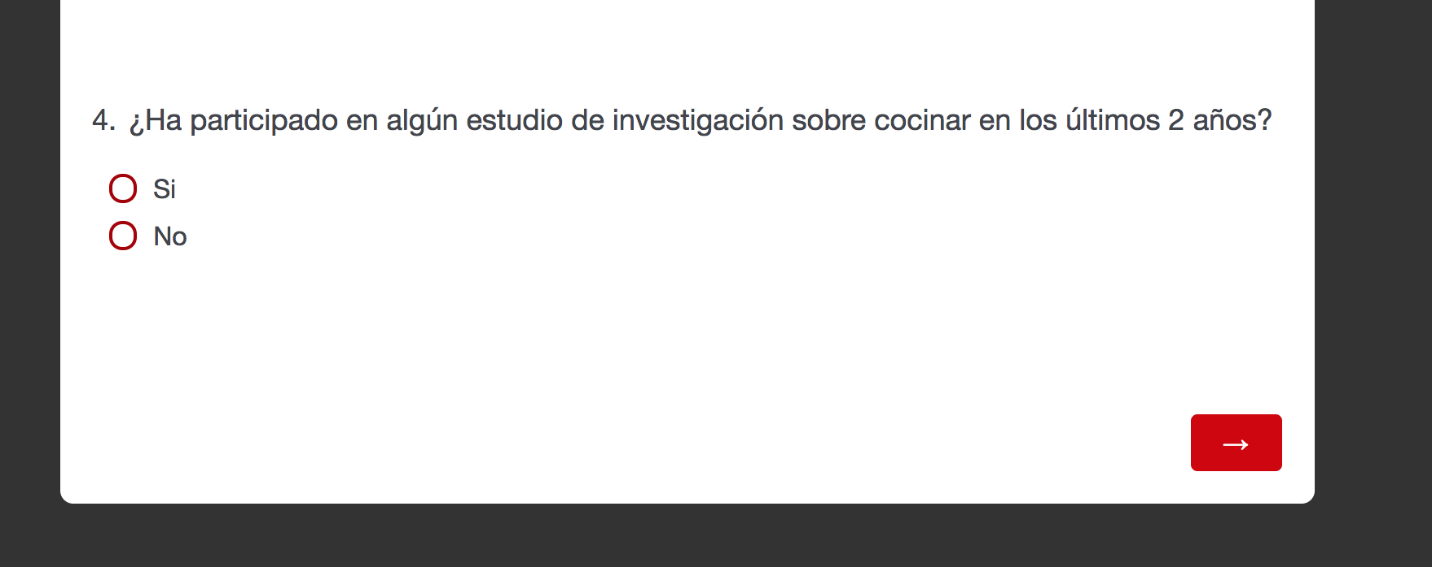 4. ¿Ha participado en algún estudio de investigación sobre cocinar en los últimos 2 años?
Si
No
→